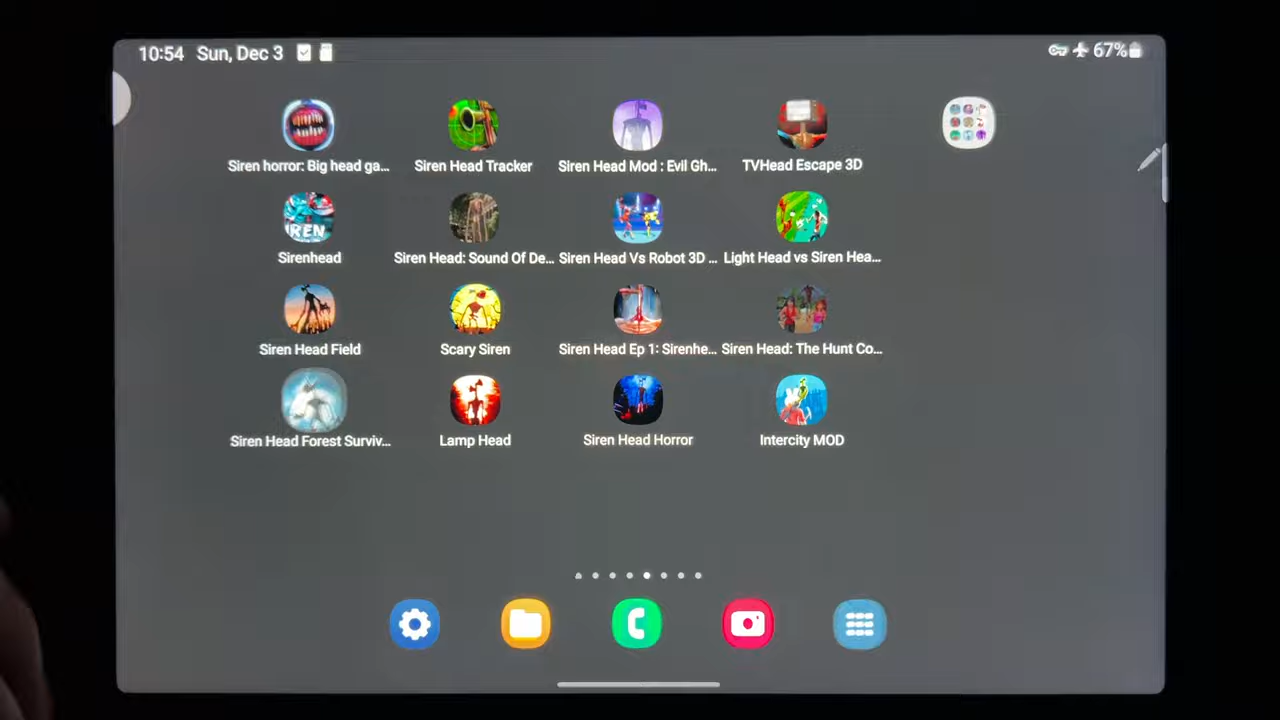 10:54 Sun, Dec 3 67%
Siren horror: Big head ga... Siren Head Tracker Siren Head Mod : Evil Gh... TVHead Escape 3D
REN
Sirenhead Siren Head: Sound Of De... Siren Head Vs Robot 3D ... Light Head vs Siren Hea...
Siren Head Field Scary Siren Siren Head Ep 1: Sirenhe... Siren Head: The Hunt Co...
Siren Head Forest Surviv... Lamp Head Siren Head Horror Intercity MOD